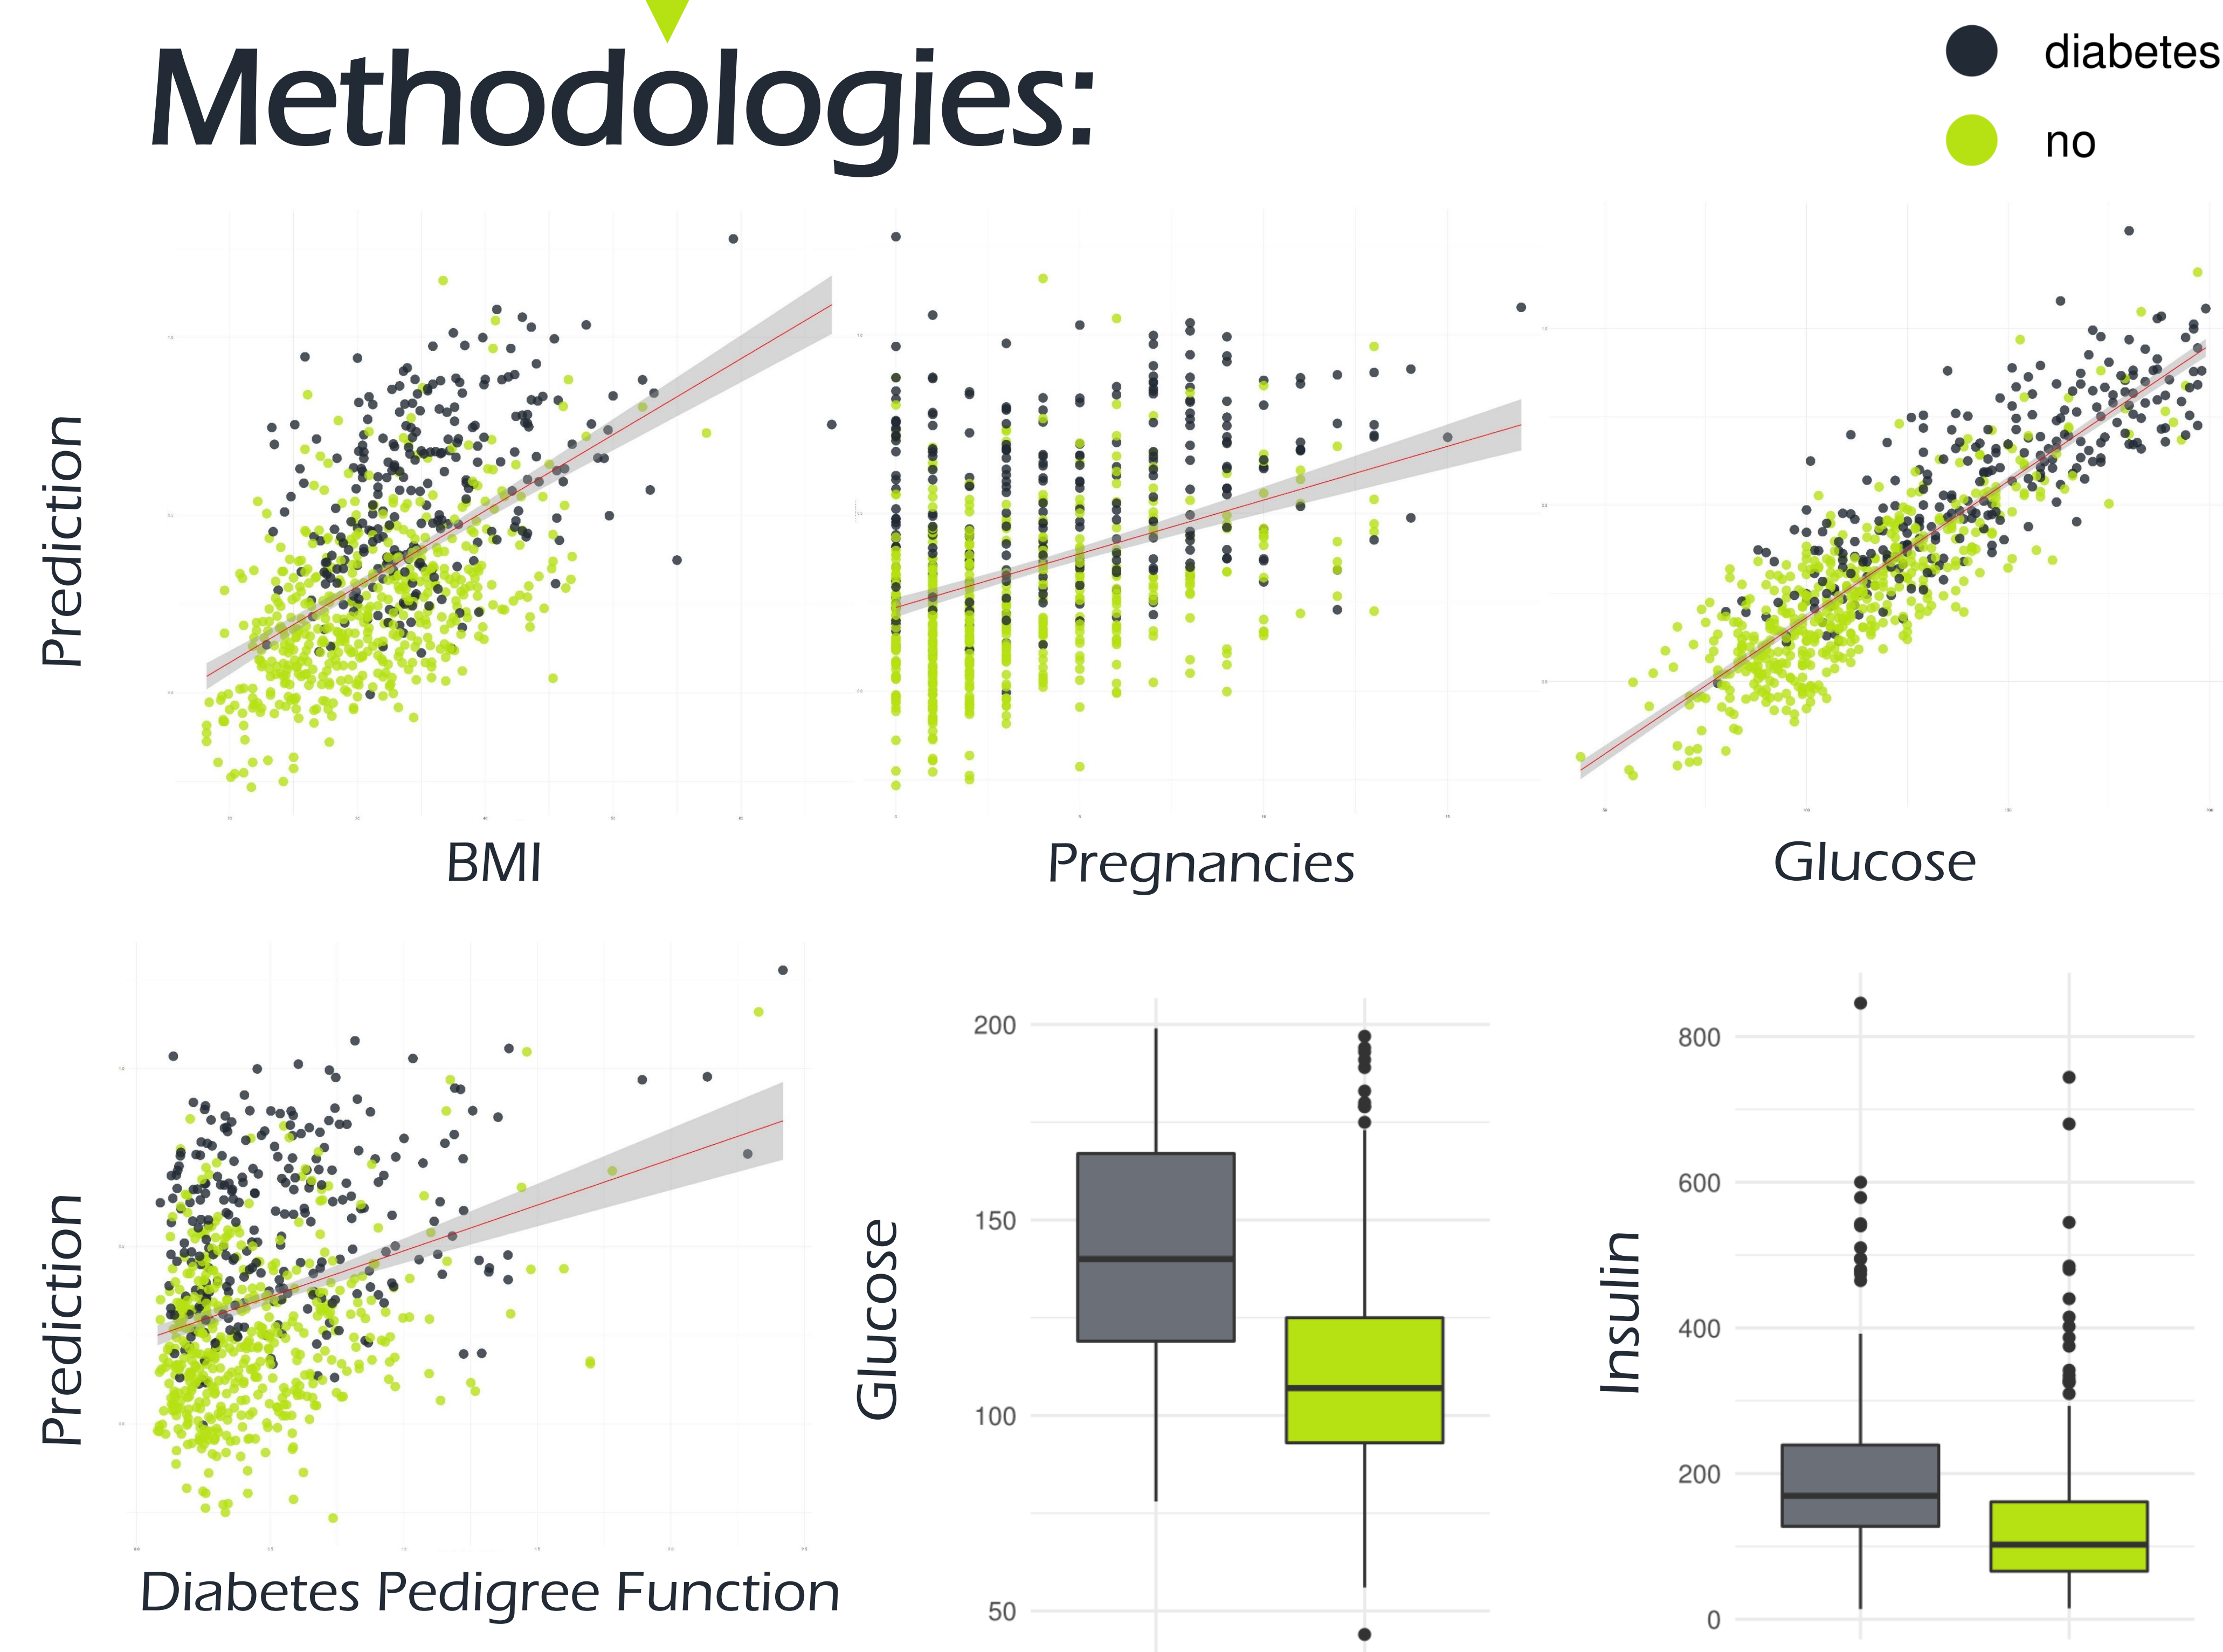 Methodologies:
diabetes
no
Prediction
BMI
Pregnancies
Glucose
Prediction
Diabetes Pedigree Function
Glucose
200
150
100
50
Insulin
800
600
400
200
0